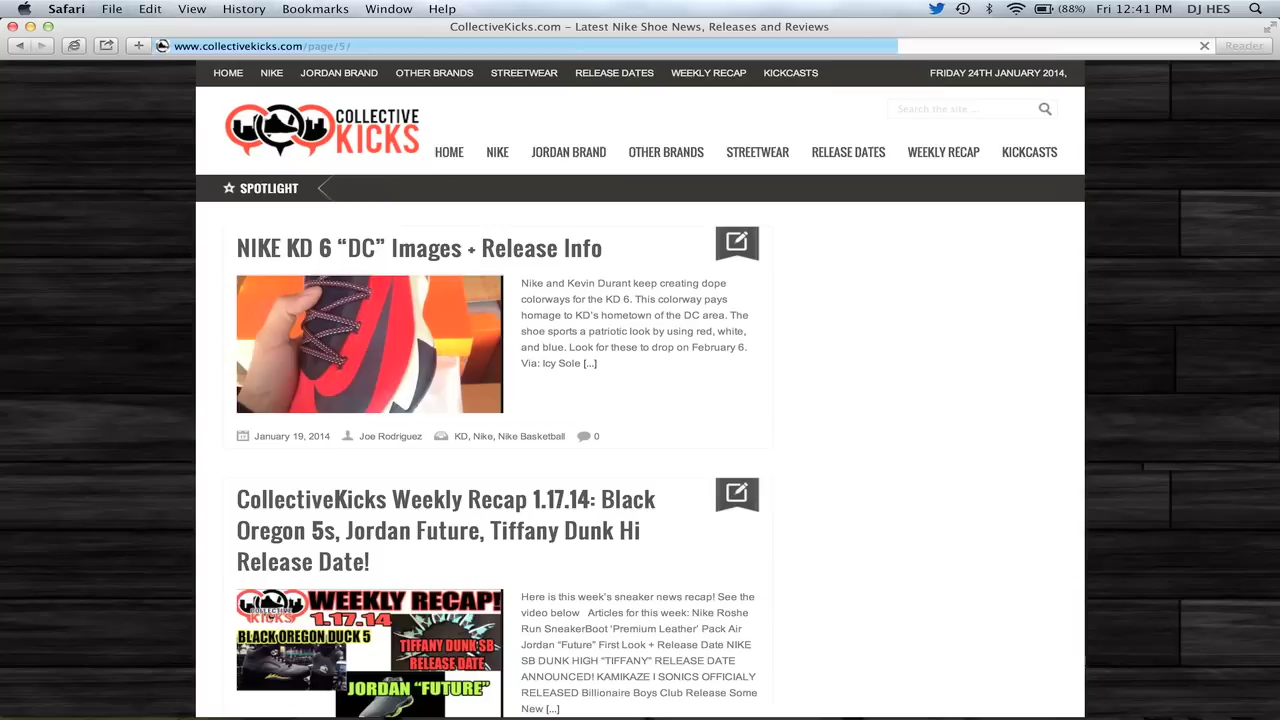 Safari File Edit View History Bookmarks Window Help (88%) Fri 12:41 PM DJ HES
CollectiveKicks.com – Latest Nike Shoe News, Releases and Reviews
www.collectivekicks.com/page/5/ Reader
HOME NIKE JORDAN BRAND OTHER BRANDS STREETWEAR RELEASE DATES WEEKLY RECAP KICKCASTS FRIDAY 24TH JANUARY 2014,
COLLECTIVE
KICKS
Search the site ...
HOME NIKE JORDAN BRAND OTHER BRANDS STREETWEAR RELEASE DATES WEEKLY RECAP KICKCASTS
SPOTLIGHT
NIKE KD 6 “DC” Images + Release Info
Nike and Kevin Durant keep creating dope
colorways for the KD 6. This colorway pays
homage to KD's hometown of the DC area. The
shoe sports a patriotic look by using red, white,
and blue. Look for these to drop on February 6.
Via: Icy Sole [...]
January 19, 2014 Joe Rodriguez KD, Nike, Nike Basketball 0
CollectiveKicks Weekly Recap 1.17.14: Black
Oregon 5s, Jordan Future, Tiffany Dunk Hi
Release Date!
COLLECTIVE
KICKS
WEEKLY RECAP!
1.17.14
BLACK OREGON DUCK 5
TIFFANY DUNK SB
RELEASE DATE
JORDAN “FUTURE”
Here is this week's sneaker news recap! See the
video below Articles for this week: Nike Roshe
Run SneakerBoot ‘Premium Leather’ Pack Air
Jordan “Future” First Look + Release Date NIKE
SB DUNK HIGH “TIFFANY” RELEASE DATE
ANNOUNCED! KAMIKAZE I SONICS OFFICIALY
RELEASED Billionaire Boys Club Release Some
New [...]